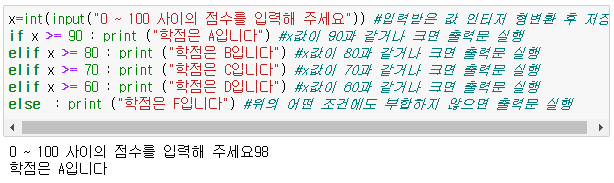 x=int(input("0 ~ 100 사이의 점수를 입력해 주세요")) #입력받은 값 인티저 형변환 후 저장
if x >= 90 : print ("학점은 A입니다") #x값이 90과 같거나 크면 출력문 실행
elif x >= 80 : print ("학점은 B입니다") #x값이 80과 같거나 크면 출력문 실행
elif x >= 70 : print ("학점은 C입니다") #x값이 70과 같거나 크면 출력문 실행
elif x >= 60 : print ("학점은 D입니다") #x값이 60과 같거나 크면 출력문 실행
else  : print ("학점은 F입니다") #위의 어떤 조건에도 부합하지 않으면 출력문 실행
0 ~ 100 사이의 점수를 입력해 주세요98
학점은 A입니다